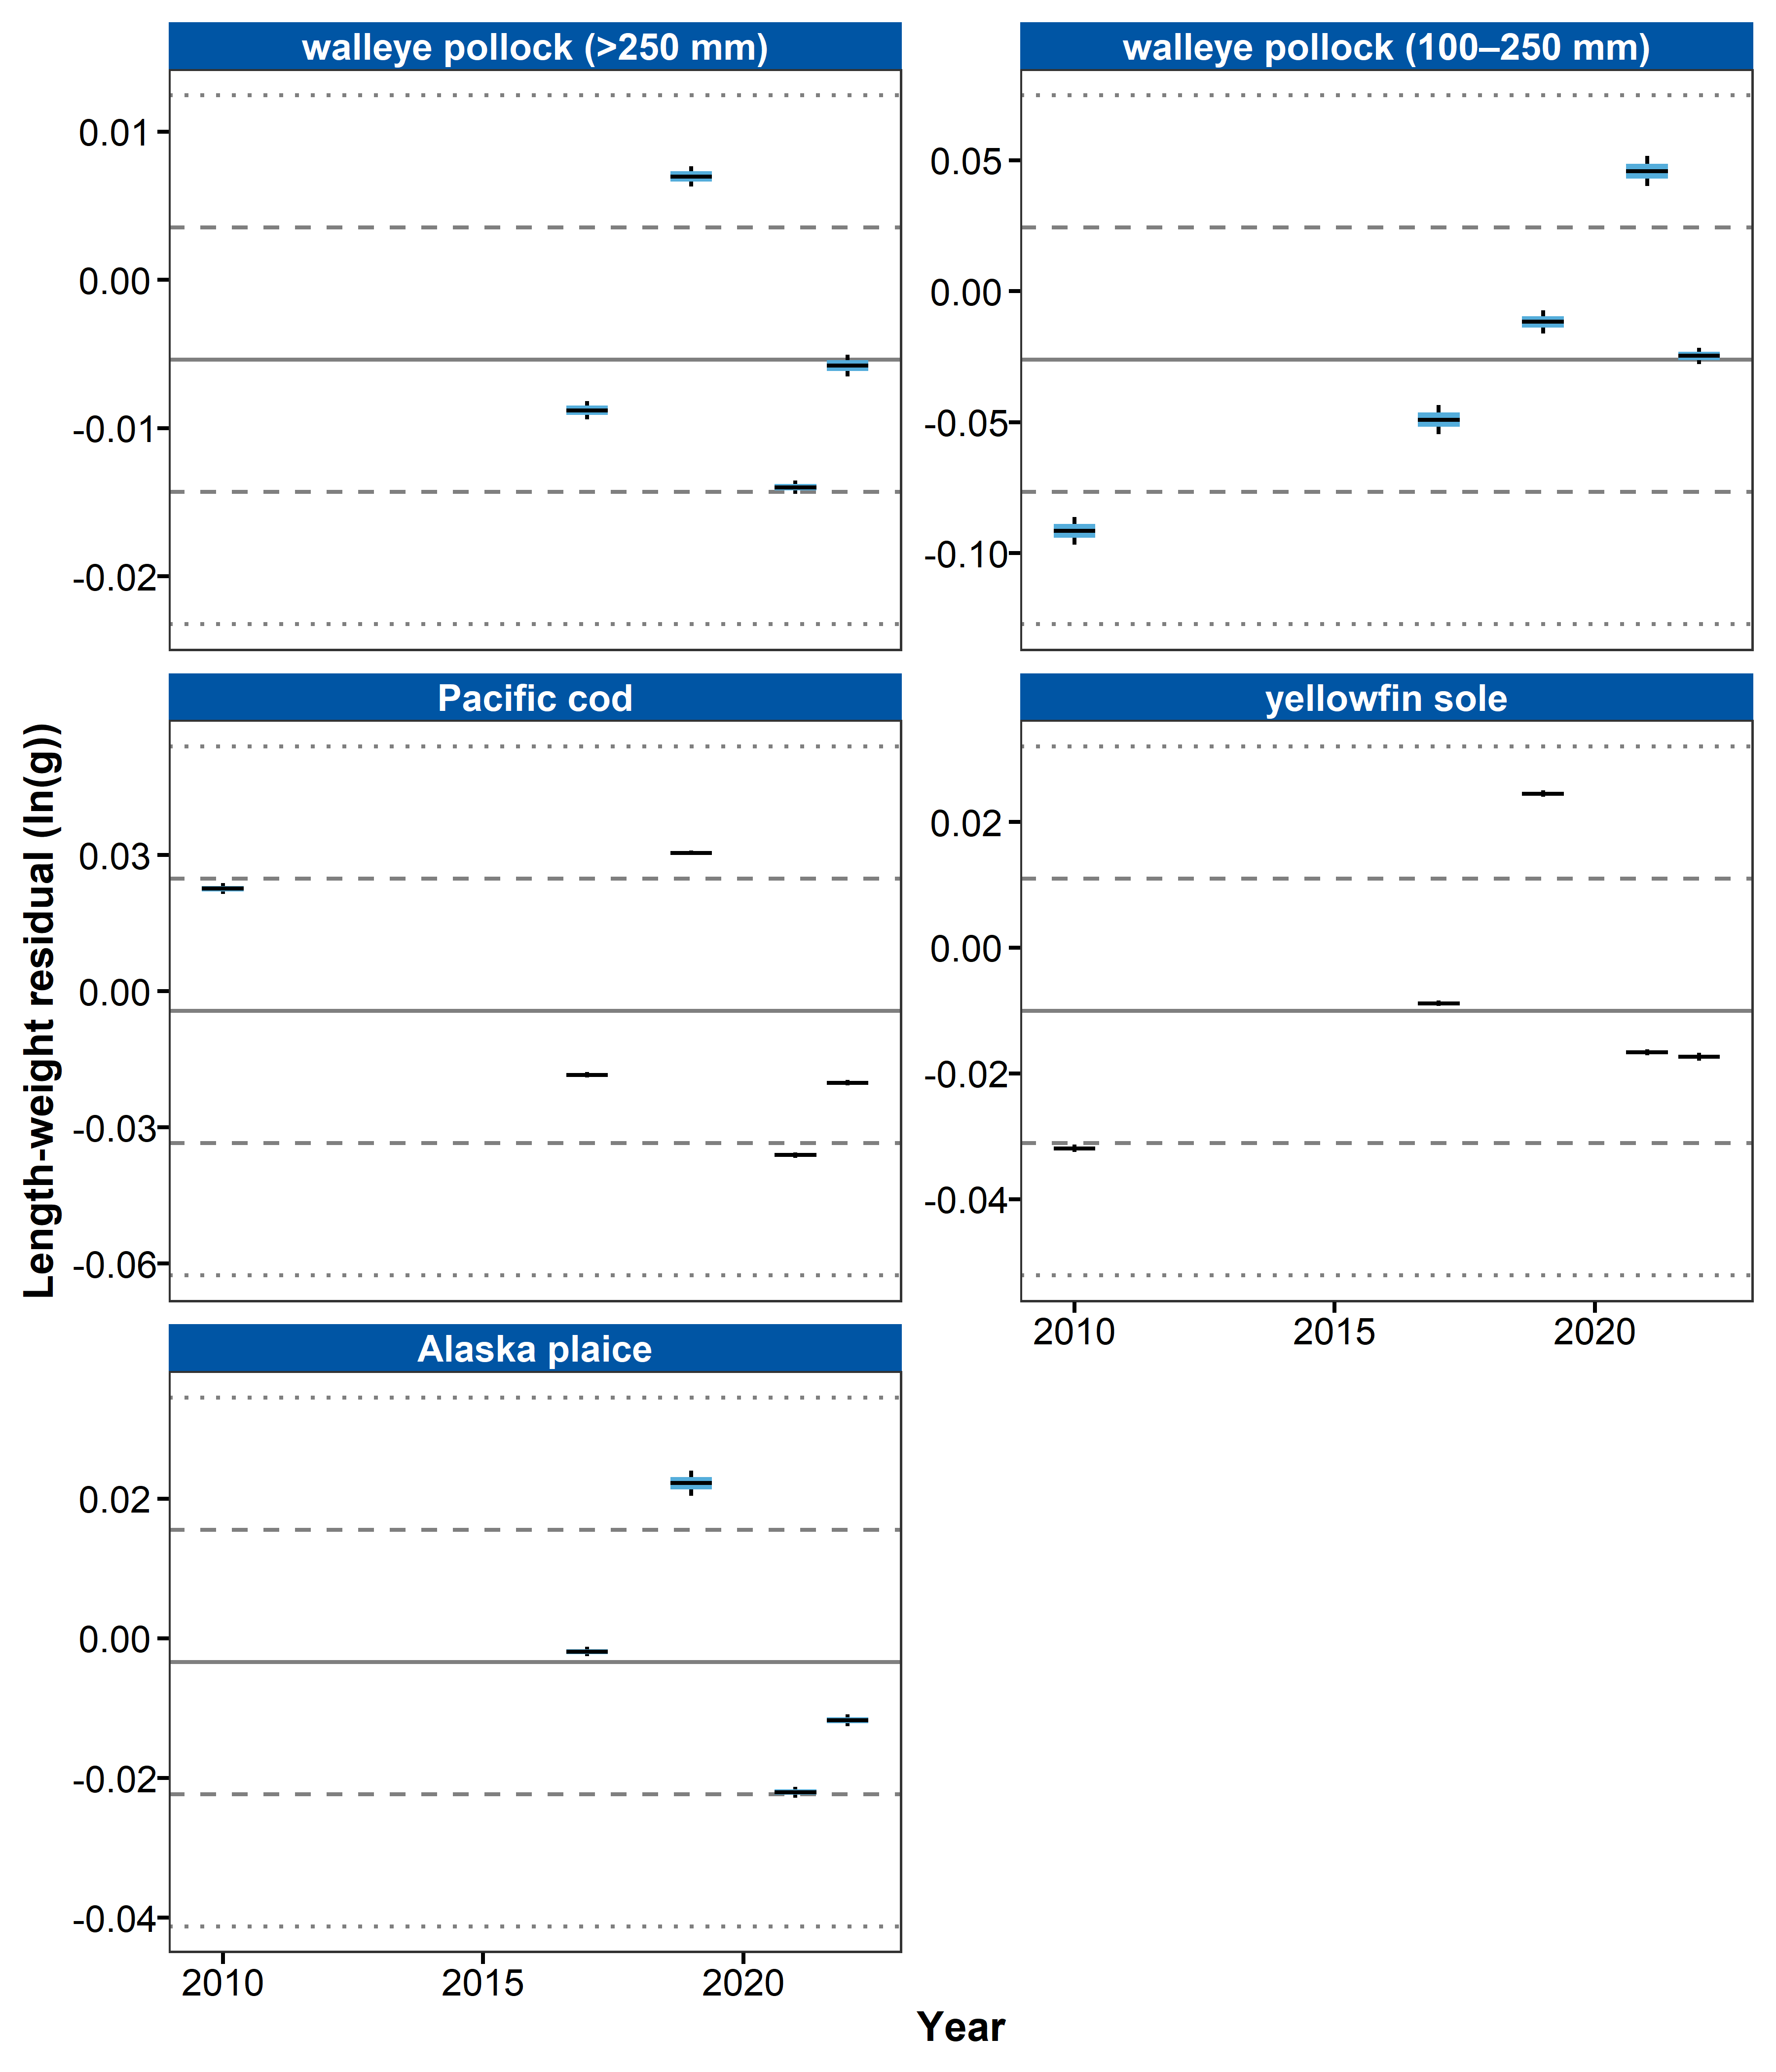 walleye pollock (>250 mm)
walleye pollock (100–250 mm)
0.01
0.00
-0.01
-0.02
0.05
0.00
-0.05
-0.10
Pacific cod
yellowfin sole
0.03
0.00
-0.03
-0.06
0.02
0.00
-0.02
-0.04
2010 2015 2020
Alaska plaice
0.02
0.00
-0.02
-0.04
2010 2015 2020
Length-weight residual (ln(g))
Year